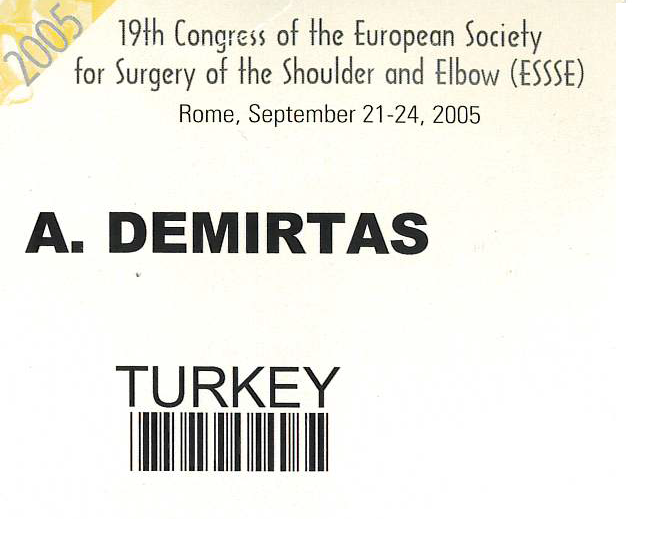 2005
19th Congress of the European Society
for Surgery of the Shoulder and Elbow (ESSSE)
Rome, September 21-24, 2005
A. DEMIRTAS
TURKEY